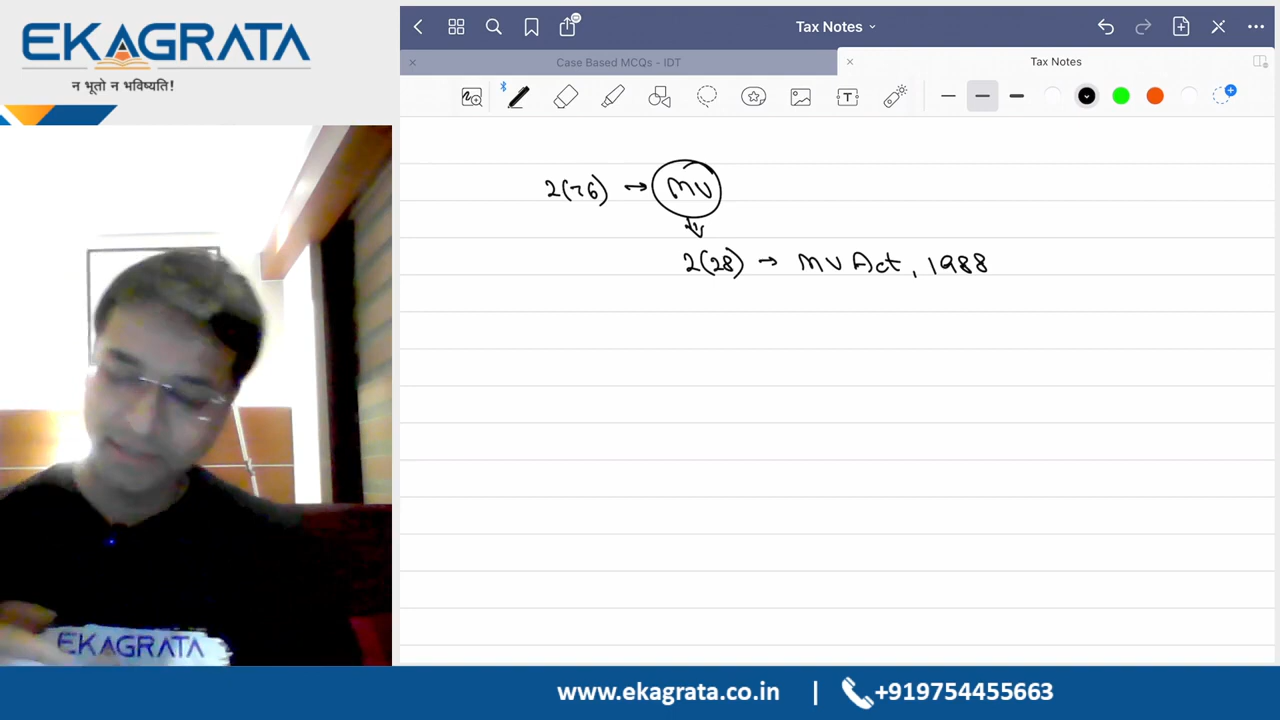 EKAGRATA
न भूतो न भविष्यति!
Tax Notes
Case Based MCQs - IDT
Tax Notes
2(76) → MV
2(28) → MV Act, 1988
EKAGRATA
www.ekagrata.co.in | +919754455663